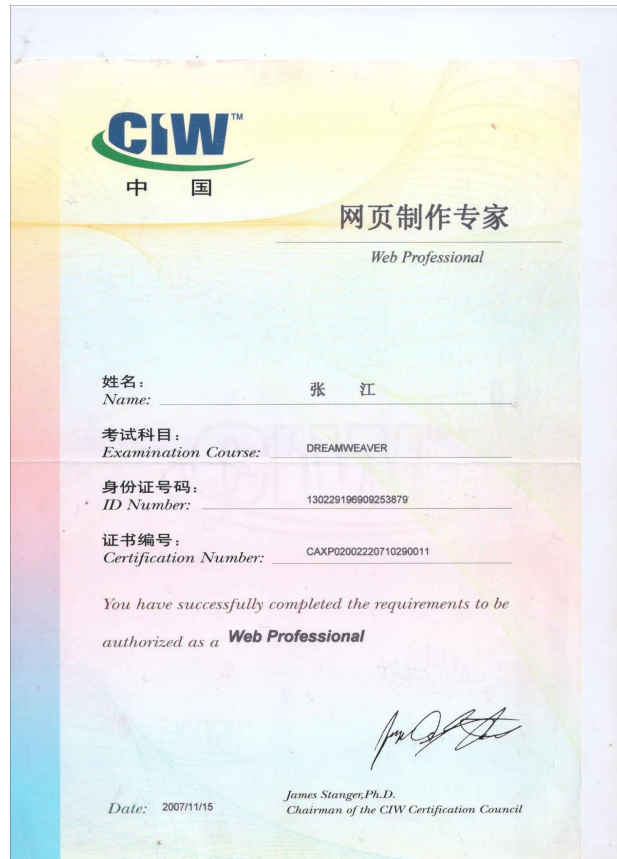 CIW™
中 国
网页制作专家
Web Professional
姓名：
Name: 张 江
考试科目：
Examination Course: DREAMWEAVER
身份证号码：
ID Number: 130229196909253879
证书编号：
Certification Number: CAXP02002220710290011
You have successfully completed the requirements to be
authorized as a Web Professional
James Stanger,Ph.D.
Date: 2007/11/15 Chairman of the CIW Certification Council